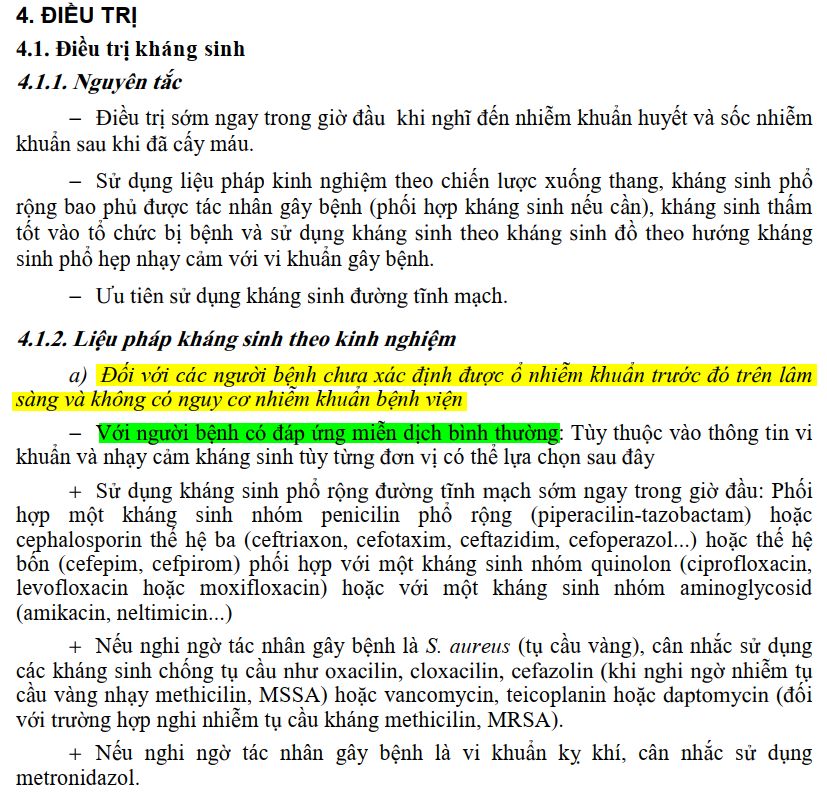 4. ĐIỀU TRỊ
4.1. Điều trị kháng sinh
4.1.1. Nguyên tắc
– Điều trị sớm ngay trong giờ đầu khi nghĩ đến nhiễm khuẩn huyết và sốc nhiễm
khuẩn sau khi đã cấy máu.
– Sử dụng liệu pháp kinh nghiệm theo chiến lược xuống thang, kháng sinh phổ
rộng bao phủ được tác nhân gây bệnh (phối hợp kháng sinh nếu cần), kháng sinh thấm
tốt vào tổ chức bị bệnh và sử dụng kháng sinh theo kháng sinh đồ theo hướng kháng
sinh phổ hẹp nhạy cảm với vi khuẩn gây bệnh.
– Ưu tiên sử dụng kháng sinh đường tĩnh mạch.
4.1.2. Liệu pháp kháng sinh theo kinh nghiệm
a) Đối với các người bệnh chưa xác định được ổ nhiễm khuẩn trước đó trên lâm
sàng và không có nguy cơ nhiễm khuẩn bệnh viện
– Với người bệnh có đáp ứng miễn dịch bình thường: Tùy thuộc vào thông tin vi
khuẩn và nhạy cảm kháng sinh tùy từng đơn vị có thể lựa chọn sau đây
+ Sử dụng kháng sinh phổ rộng đường tĩnh mạch sớm ngay trong giờ đầu: Phối
hợp một kháng sinh nhóm penicilin phổ rộng (piperacilin-tazobactam) hoặc
cephalosporin thế hệ ba (ceftriaxon, cefotaxim, ceftazidim, cefoperazol...) hoặc thế hệ
bốn (cefepim, cefpirom) phối hợp với một kháng sinh nhóm quinolon (ciprofloxacin,
levofloxacin hoặc moxifloxacin) hoặc với một kháng sinh nhóm aminoglycosid
(amikacin, neltimicin...)
+ Nếu nghi ngờ tác nhân gây bệnh là S. aureus (tụ cầu vàng), cân nhắc sử dụng
các kháng sinh chống tụ cầu như oxacilin, cloxacilin, cefazolin (khi nghi ngờ nhiễm tụ
cầu vàng nhạy methicilin, MSSA) hoặc vancomycin, teicoplanin hoặc daptomycin (đối
với trường hợp nghi nhiễm tụ cầu kháng methicilin, MRSA).
+ Nếu nghi ngờ tác nhân gây bệnh là vi khuẩn kỵ khí, cân nhắc sử dụng
metronidazol.